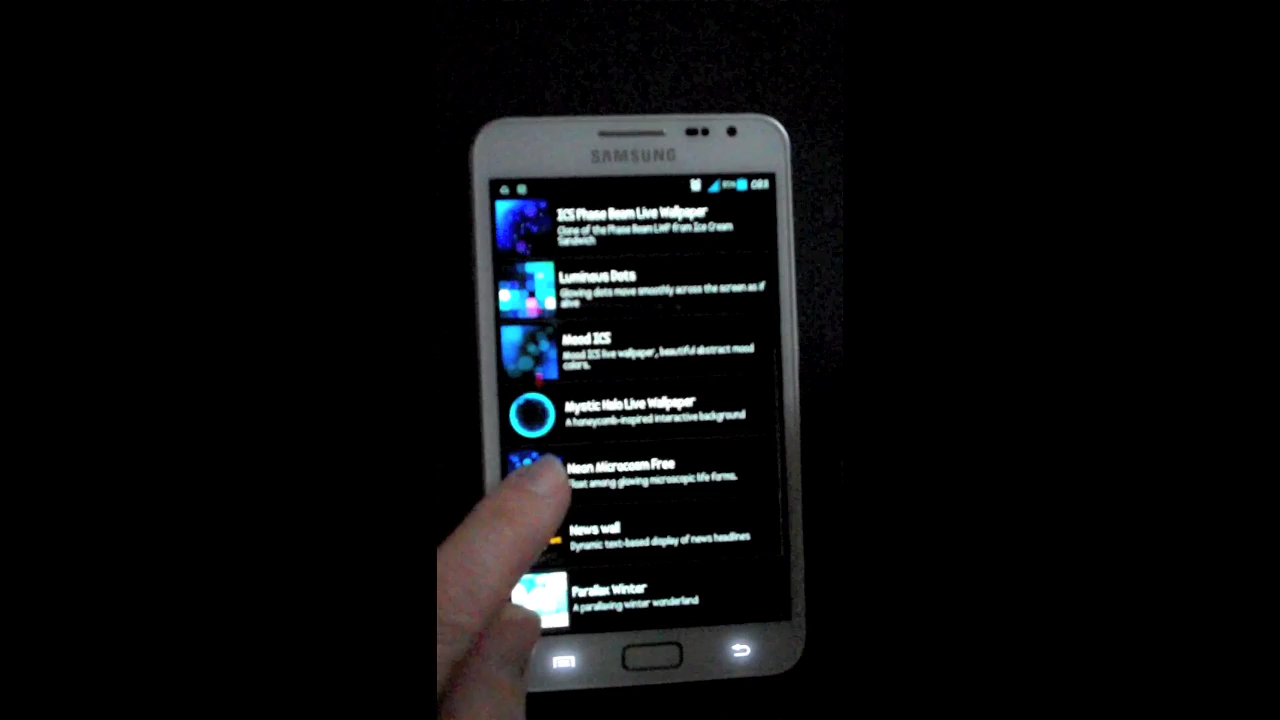 SAMSUNG
ICS Phase Beam Live Wallpaper
Clone of the Phase Beam LWP from Ice Cream
Sandwich
Luminous Dots
Glowing dots move smoothly across the screen as if
alive
Mood ICS
Mood ICS live wallpaper, beautiful abstract mood
colors.
Mystic Halo Live Wallpaper
A honeycomb-inspired interactive background
Neon Microcosm Free
Float among glowing microscopic life forms.
News wall
Dynamic text-based display of news headlines
Parallax Winter
A parallaxing winter wonderland